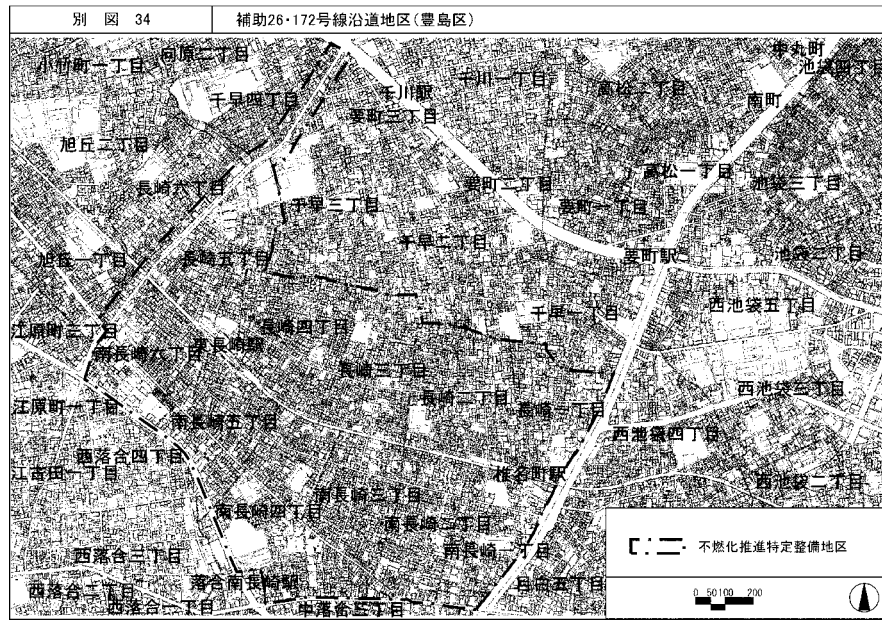 別 図 34
補助26・172号線沿道地区(豊島区)
中丸町
向原二丁目
小竹町一丁目
池袋四丁目
千川駅
千川一丁目
高松二丁目
千早四丁目
南町
要町三丁目
旭丘二丁目
高松一丁目
長崎六丁目
要町二丁目
池袋三丁目
千早三丁目
要町一丁目
千早二丁目
旭丘一丁目
長崎五丁目
要町駅
池袋二丁目
西池袋五丁目
千早一丁目
江原町三丁目
長崎四丁目
東長崎駅
南長崎六丁目
長崎三丁目
西池袋三丁目
長崎二丁目
江原町一丁目
長崎一丁目
南長崎五丁目
西池袋四丁目
西落合四丁目
江古田一丁目
椎名町駅
西池袋二丁目
南長崎三丁目
南長崎四丁目
南長崎二丁目
南長崎一丁目
不燃化推進特定整備地区
西落合三丁目
落合南長崎駅
目白五丁目
西落合二丁目
西落合一丁目
中落合三丁目
0 50 100 200